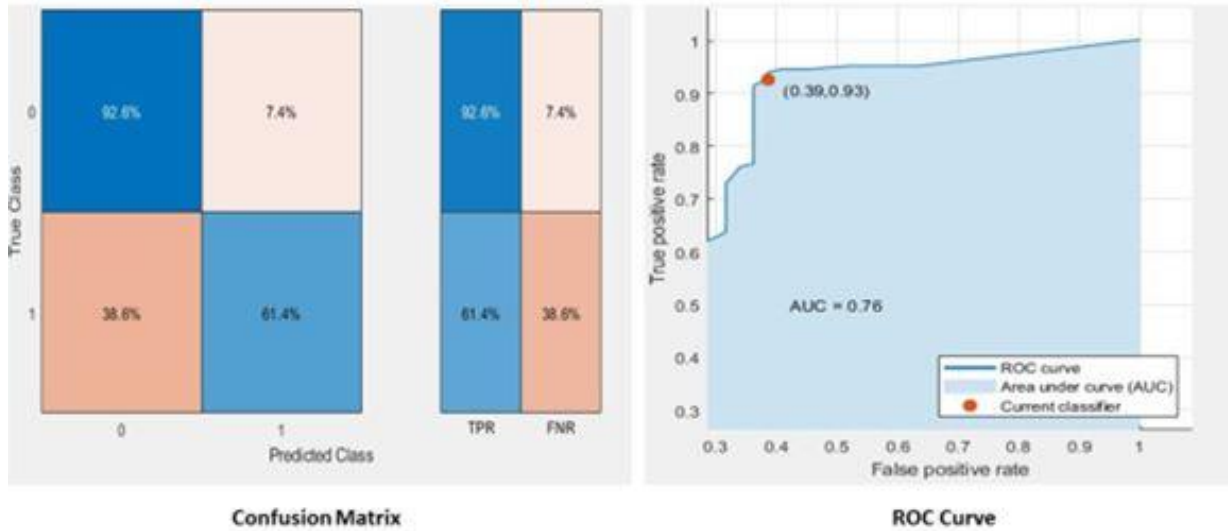 True Class
0
92.6%
7.4%
92.6%
7.4%
1
38.6%
61.4%
61.4%
38.6%
0
1
TPR
FNR
Predicted Class
Confusion Matrix
True positive rate
1
0.9
0.8
0.7
0.6
0.5
0.4
0.3
(0.39,0.93)
AUC = 0.76
ROC curve
Area under curve (AUC)
Current classifier
0.3 0.4 0.5 0.6 0.7 0.8 0.9 1
False positive rate
ROC Curve